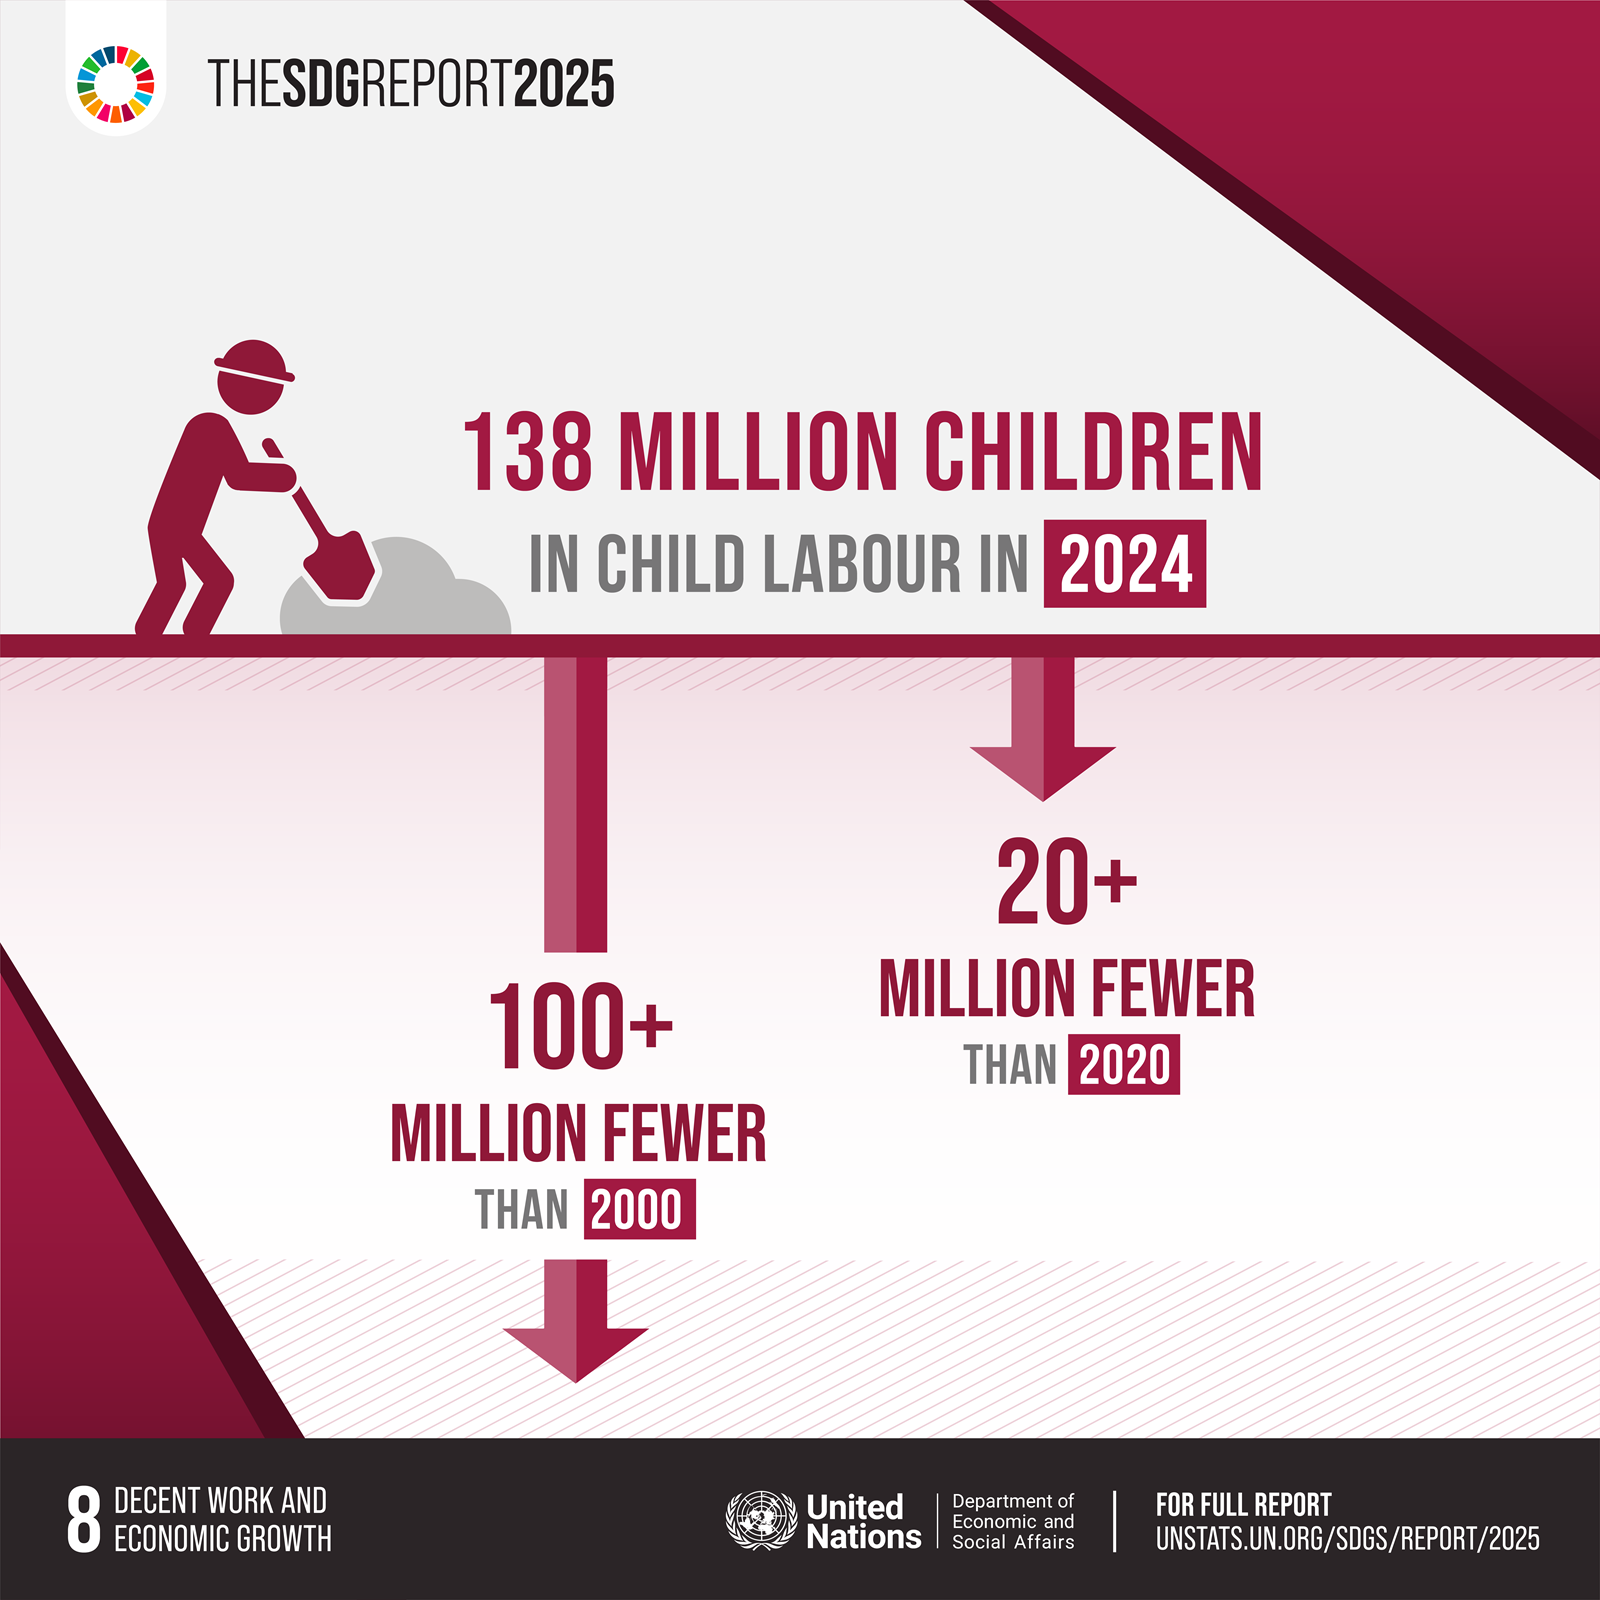 THESDGREPORT2025
138 MILLION CHILDREN
IN CHILD LABOUR IN 2024
20+
MILLION FEWER
THAN 2020
100+
MILLION FEWER
THAN 2000
8 DECENT WORK AND
ECONOMIC GROWTH
United
Nations
Department of
Economic and
Social Affairs
FOR FULL REPORT
UNSTATS.UN.ORG/SDGS/REPORT/2025